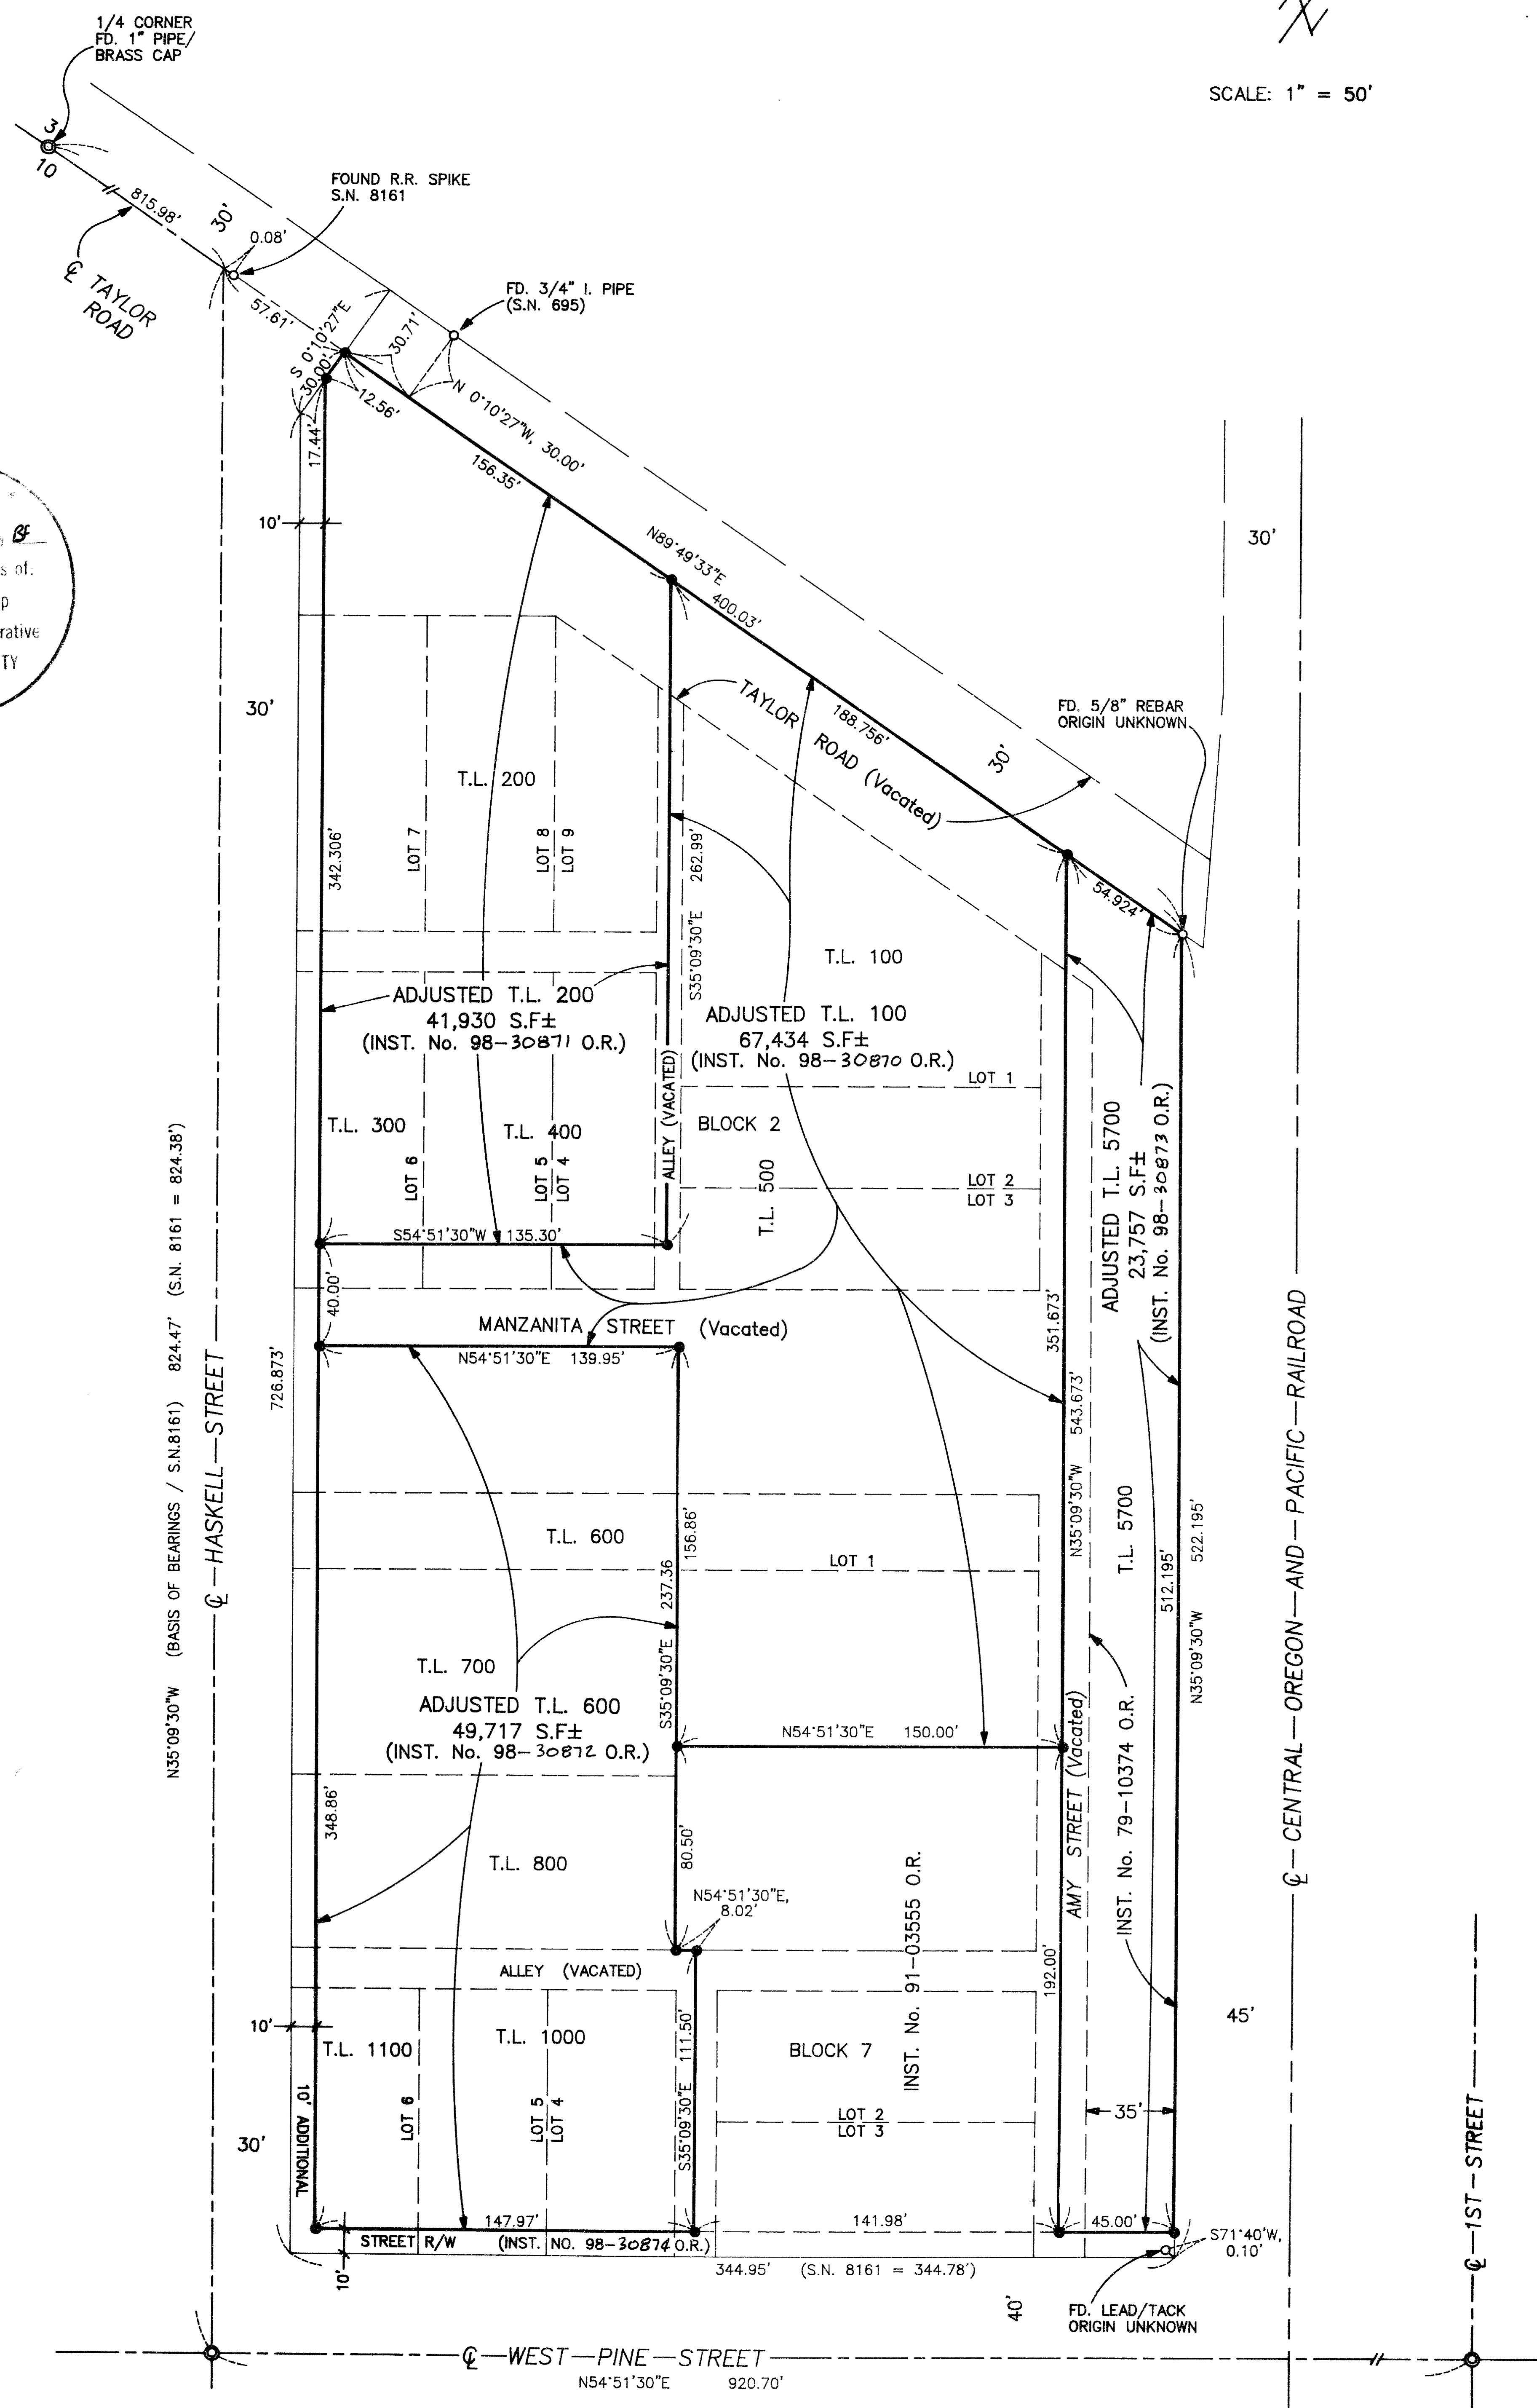 1/4 CORNER
FD. 1" PIPE/
BRASS CAP
SCALE: 1" = 50'
3
10
815.98'
℄ TAYLOR
ROAD
30'
0.08'
FOUND R.R. SPIKE
S.N. 8161
57.61'
S 0°10'27"E
30.00'
30.71'
FD. 3/4" I. PIPE
(S.N. 695)
12.56'
N 0°10'27"W, 30.00'
17.44'
156.35'
10'
Bf
s of:
p
rative
TY
N89°49'33"E
400.03'
30'
30'
TAYLOR ROAD (Vacated)
188.756'
30'
FD. 5/8" REBAR
ORIGIN UNKNOWN
54.924'
T.L. 200
LOT 7
LOT 8
LOT 9
342.306'
262.99'
S35°09'30"E
T.L. 100
ADJUSTED T.L. 200
41,930 S.F±
(INST. No. 98-30871 O.R.)
ADJUSTED T.L. 100
67,434 S.F±
(INST. No. 98-30870 O.R.)
ALLEY (VACATED)
LOT 1
BLOCK 2
T.L. 300
T.L. 400
LOT 6
LOT 5
LOT 4
T.L. 500
LOT 2
LOT 3
ADJUSTED T.L. 5700
23,757 S.F±
(INST. No. 98-30873 O.R.)
S54°51'30"W 135.30'
40.00'
MANZANITA STREET (Vacated)
N54°51'30"E 139.95'
351.673'
N35°09'30"W 543.673'
726.873'
N35°09'30"W (BASIS OF BEARINGS / S.N.8161) 824.47' (S.N. 8161 = 824.38')
℄—HASKELL—STREET
T.L. 600
LOT 1
156.86'
237.36
S35°09'30"E
T.L. 5700
512.195'
N35°09'30"W 522.195'
℄—CENTRAL—OREGON—AND—PACIFIC—RAILROAD
T.L. 700
ADJUSTED T.L. 600
49,717 S.F±
(INST. No. 98-30872 O.R.)
N54°51'30"E 150.00'
AMY STREET (Vacated)
INST. No. 79-10374 O.R.
348.86'
T.L. 800
80.50'
N54°51'30"E,
8.02'
INST. No. 91-03555 O.R.
192.00'
ALLEY (VACATED)
10'
T.L. 1100
T.L. 1000
111.50'
S35°09'30"E
BLOCK 7
45'
LOT 6
LOT 5
LOT 4
LOT 2
LOT 3
35'
10' ADDITIONAL
30'
147.97'
141.98'
45.00'
STREET R/W (INST. NO. 98-30874 O.R.)
10'
344.95' (S.N. 8161 = 344.78')
S71°40'W,
0.10'
40'
FD. LEAD/TACK
ORIGIN UNKNOWN
℄—1ST—STREET
℄—WEST—PINE—STREET
N54°51'30"E 920.70'